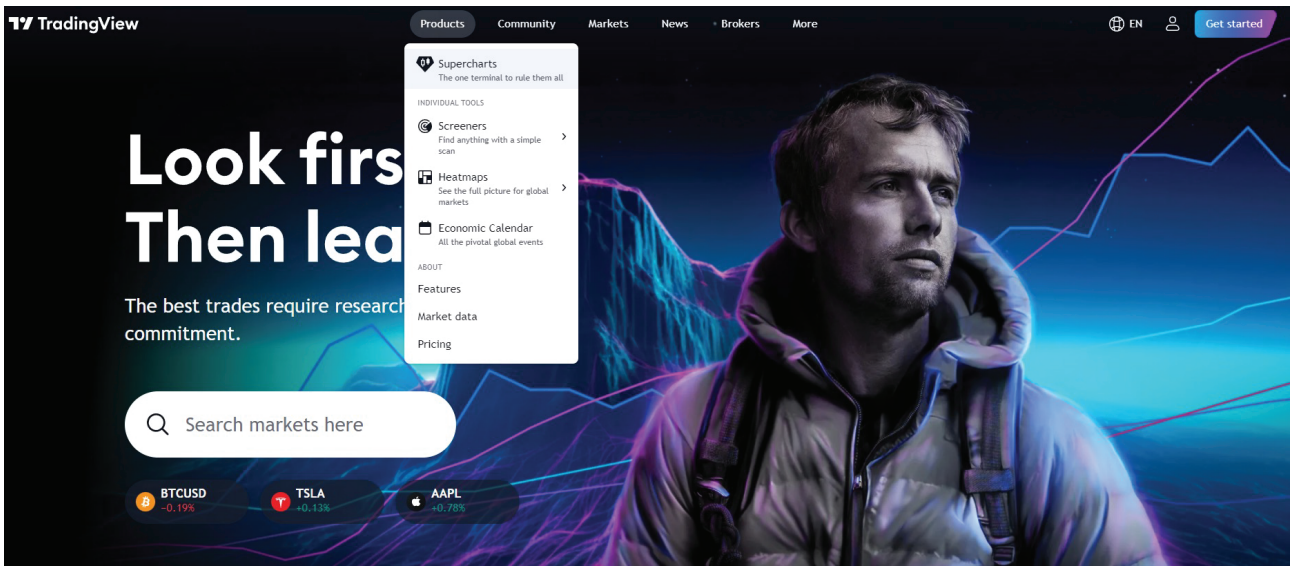 TradingView
Products Community Markets News Brokers More
EN
Get started
Supercharts
The one terminal to rule them all
INDIVIDUAL TOOLS
Screeners
Find anything with a simple
scan
Heatmaps
See the full picture for global
markets
Economic Calendar
All the pivotal global events
ABOUT
Features
Market data
Pricing
Look firs
Then lea
The best trades require research
commitment.
Search markets here
BTCUSD
−0.19%
TSLA
+0.13%
AAPL
+0.78%